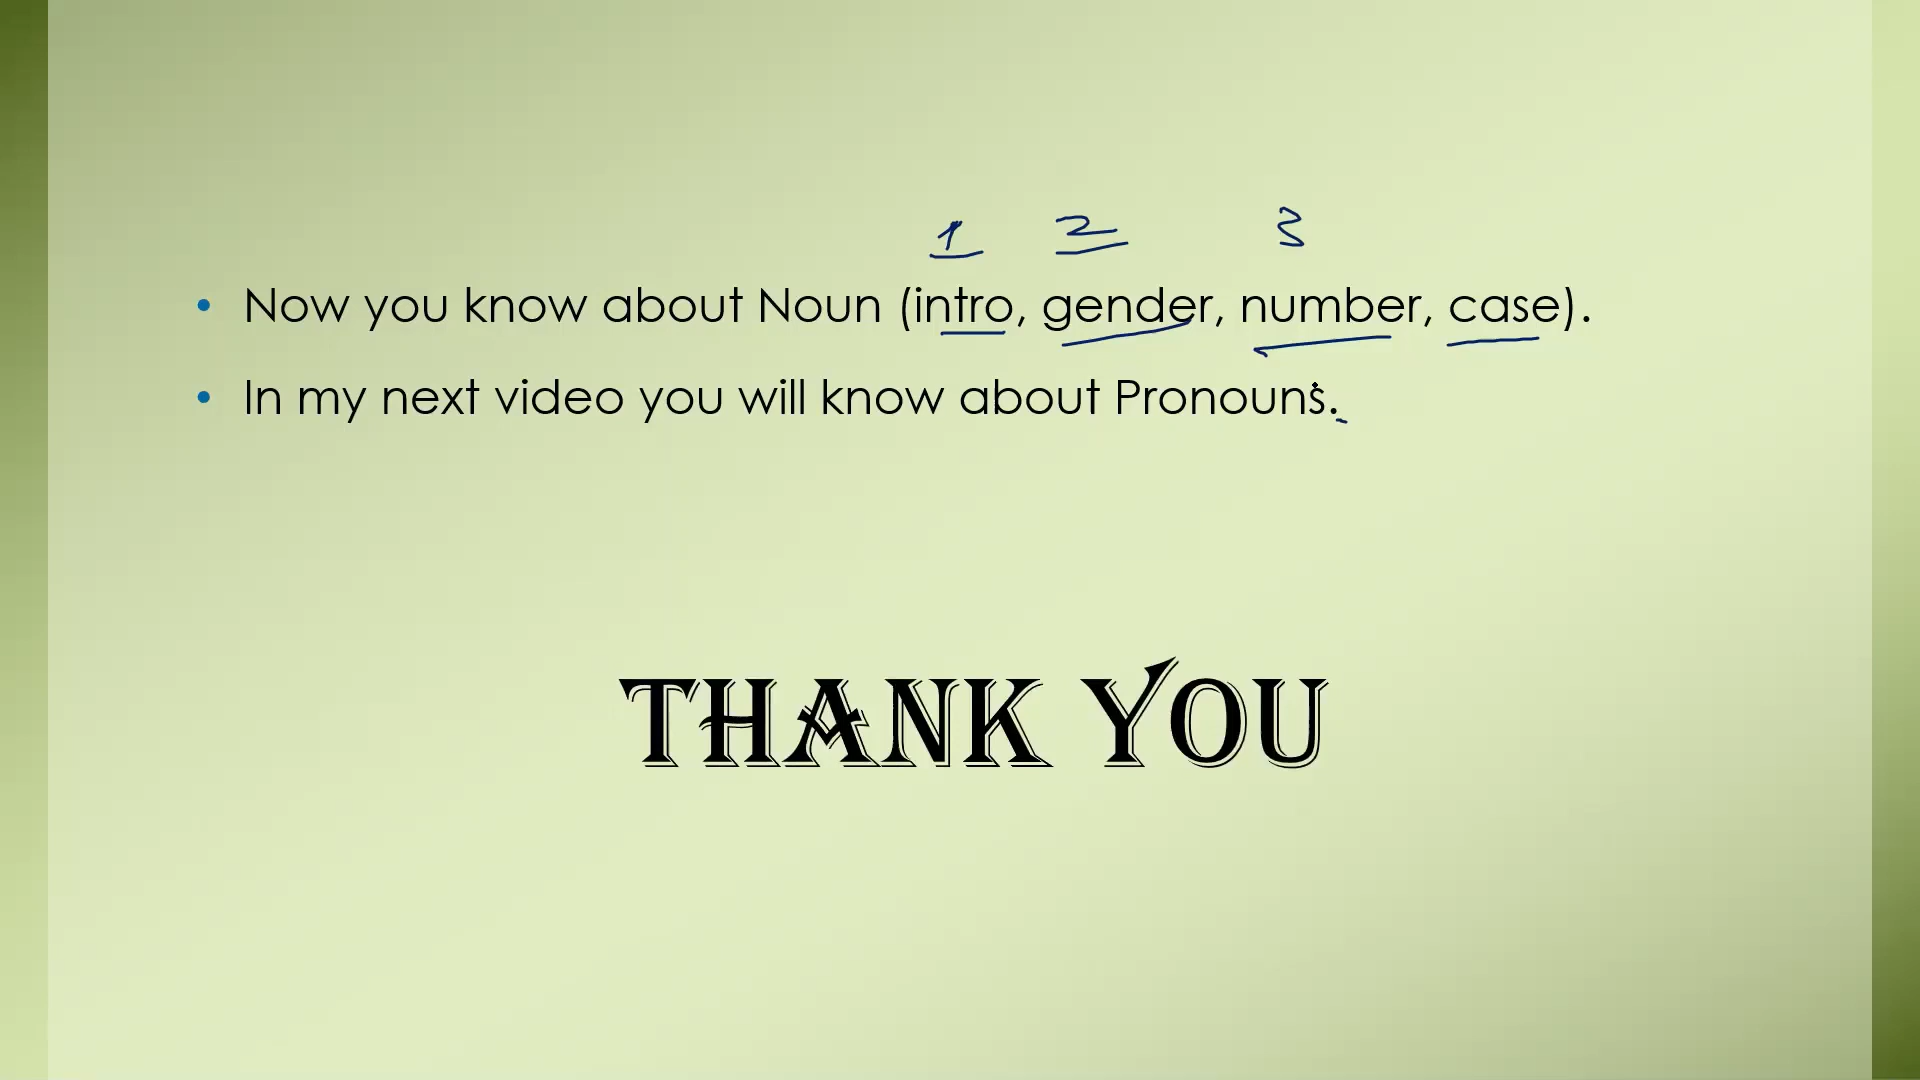 1 2 3
• Now you know about Noun (intro, gender, number, case).
• In my next video you will know about Pronouns.
THANK YOU